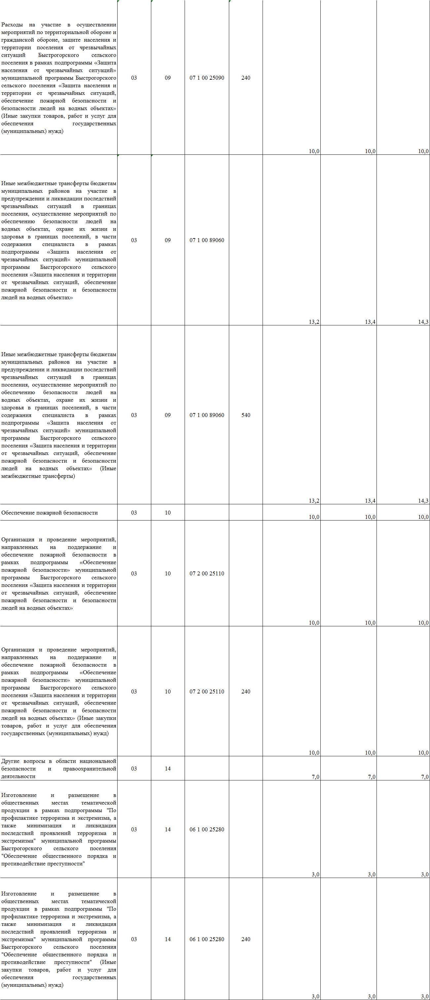 Расходы на участие в осуществлении
мероприятий по территориальной обороне и
гражданской обороне, защите населения и
территории поселения от чрезвычайных
ситуаций Быстрогорского сельского
поселения в рамках подпрограммы «Защита
населения от чрезвычайных ситуаций»
муниципальной программы Быстрогорского
сельского поселения «Защита населения и
территории от чрезвычайных ситуаций,
обеспечение пожарной безопасности и
безопасности людей на водных объектах»
(Иные закупки товаров, работ и услуг для
обеспечения государственных
(муниципальных) нужд)
03 09 07 1 00 25090 240
10,0 10,0 10,0
Иные межбюджетные трансферты бюджетам
муниципальных районов на участие в
предупреждении и ликвидации последствий
чрезвычайных ситуаций в границах
поселения, осуществление мероприятий по
обеспечению безопасности людей на
водных объектах, охране их жизни и
здоровья в границах поселений, в части
содержания специалиста в рамках
подпрограммы «Защита населения от
чрезвычайных ситуаций» муниципальной
программы Быстрогорского сельского
поселения «Защита населения и территории
от чрезвычайных ситуаций, обеспечение
пожарной безопасности и безопасности
людей на водных объектах»
03 09 07 1 00 89060
13,2 13,4 14,3
Иные межбюджетные трансферты бюджетам
муниципальных районов на участие в
предупреждении и ликвидации последствий
чрезвычайных ситуаций в границах
поселения, осуществление мероприятий по
обеспечению безопасности людей на
водных объектах, охране их жизни и
здоровья в границах поселений, в части
содержания специалиста в рамках
подпрограммы «Защита населения от
чрезвычайных ситуаций» муниципальной
программы Быстрогорского сельского
поселения «Защита населения и территории
от чрезвычайных ситуаций, обеспечение
пожарной безопасности и безопасности
людей на водных объектах» (Иные
межбюджетные трансферты)
03 09 07 1 00 89060 540
13,2 13,4 14,3
Обеспечение пожарной безопасности 03 10
10,0 10,0 10,0
Организация и проведение мероприятий,
направленных на поддержание и
обеспечение пожарной безопасности в
рамках подпрограммы «Обеспечение
пожарной безопасности» муниципальной
программы Быстрогорского сельского
поселения «Защита населения и территории
от чрезвычайных ситуаций, обеспечение
пожарной безопасности и безопасности
людей на водных объектах»
03 10 07 2 00 25110
10,0 10,0 10,0
Организация и проведение мероприятий,
направленных на поддержание и
обеспечение пожарной безопасности в
рамках подпрограммы «Обеспечение
пожарной безопасности» муниципальной
программы Быстрогорского сельского
поселения «Защита населения и территории
от чрезвычайных ситуаций, обеспечение
пожарной безопасности и безопасности
людей на водных объектах» (Иные закупки
товаров, работ и услуг для обеспечения
государственных (муниципальных) нужд)
03 10 07 2 00 25110 240
10,0 10,0 10,0
Другие вопросы в области национальной
безопасности и правоохранительной
деятельности
03 14
7,0 7,0 7,0
Изготовление и размещение в
общественных местах тематической
продукции в рамках подпрограммы "По
профилактике терроризма и экстремизма, а
также минимизация и ликвидация
последствий проявлений терроризма и
экстремизма" муниципальной программы
Быстрогорского сельского поселения
"Обеспечение общественного порядка и
противодействие преступности"
03 14 06 1 00 25280
3,0 3,0 3,0
Изготовление и размещение в
общественных местах тематической
продукции в рамках подпрограммы "По
профилактике терроризма и экстремизма, а
также минимизация и ликвидация
последствий проявлений терроризма и
экстремизма" муниципальной программы
Быстрогорского сельского поселения
"Обеспечение общественного порядка и
противодействие преступности" (Иные
закупки товаров, работ и услуг для
обеспечения государственных
(муниципальных) нужд)
03 14 06 1 00 25280 240
3,0 3,0 3,0